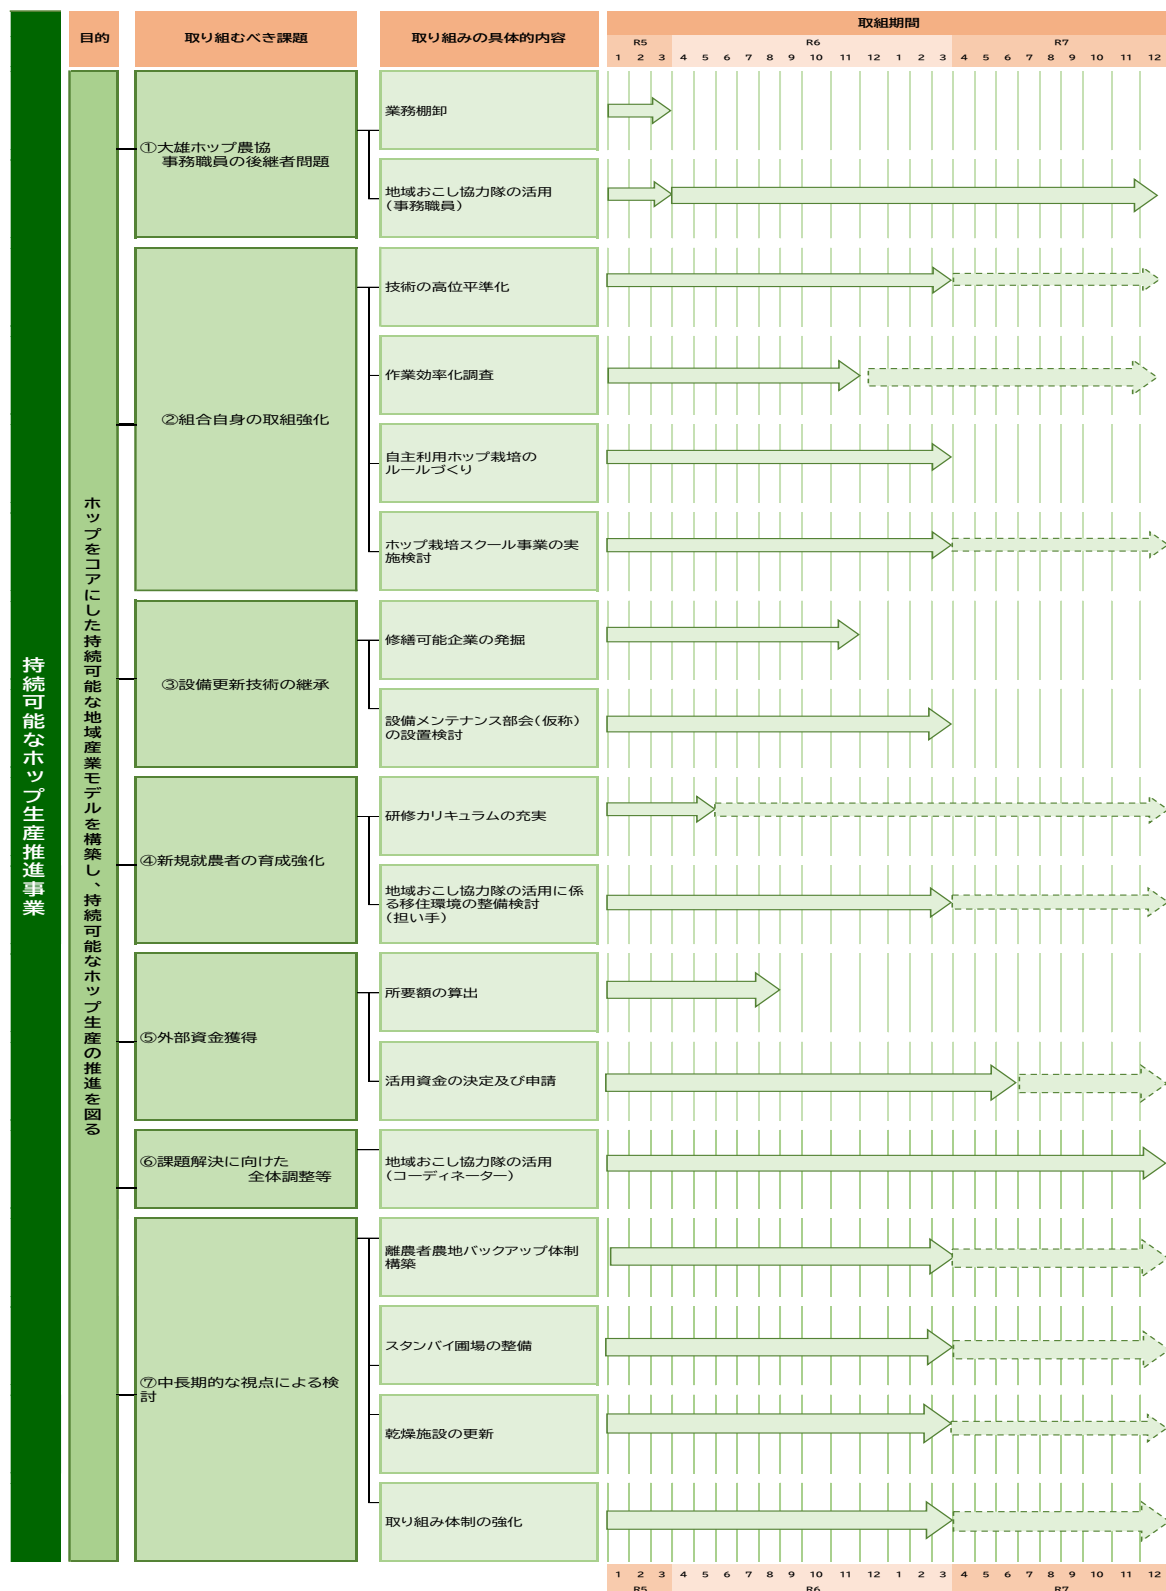 持続可能なホップ生産推進事業
目的
取り組むべき課題
取り組みの具体的内容
取組期間
R5 R6 R7
1 2 3 4 5 6 7 8 9 10 11 12 1 2 3 4 5 6 7 8 9 10 11 12
ホップをコアにした持続可能な地域産業モデルを構築し、持続可能なホップ生産の推進を図る
①大雄ホップ農協
事務職員の後継者問題
業務棚卸
地域おこし協力隊の活用
(事務職員)
②組合自身の取組強化
技術の高位平準化
作業効率化調査
自主利用ホップ栽培の
ルールづくり
ホップ栽培スクール事業の実
施検討
③設備更新技術の継承
修繕可能企業の発掘
設備メンテナンス部会(仮称)
の設置検討
④新規就農者の育成強化
研修カリキュラムの充実
地域おこし協力隊の活用に係
る移住環境の整備検討
(担い手)
⑤外部資金獲得
所要額の算出
活用資金の決定及び申請
⑥課題解決に向けた
全体調整等
地域おこし協力隊の活用
(コーディネーター)
⑦中長期的な視点による検
討
離農者農地バックアップ体制
構築
スタンバイ圃場の整備
乾燥施設の更新
取り組み体制の強化
1 2 3 4 5 6 7 8 9 10 11 12 1 2 3 4 5 6 7 8 9 10 11 12
R5 R6 R7